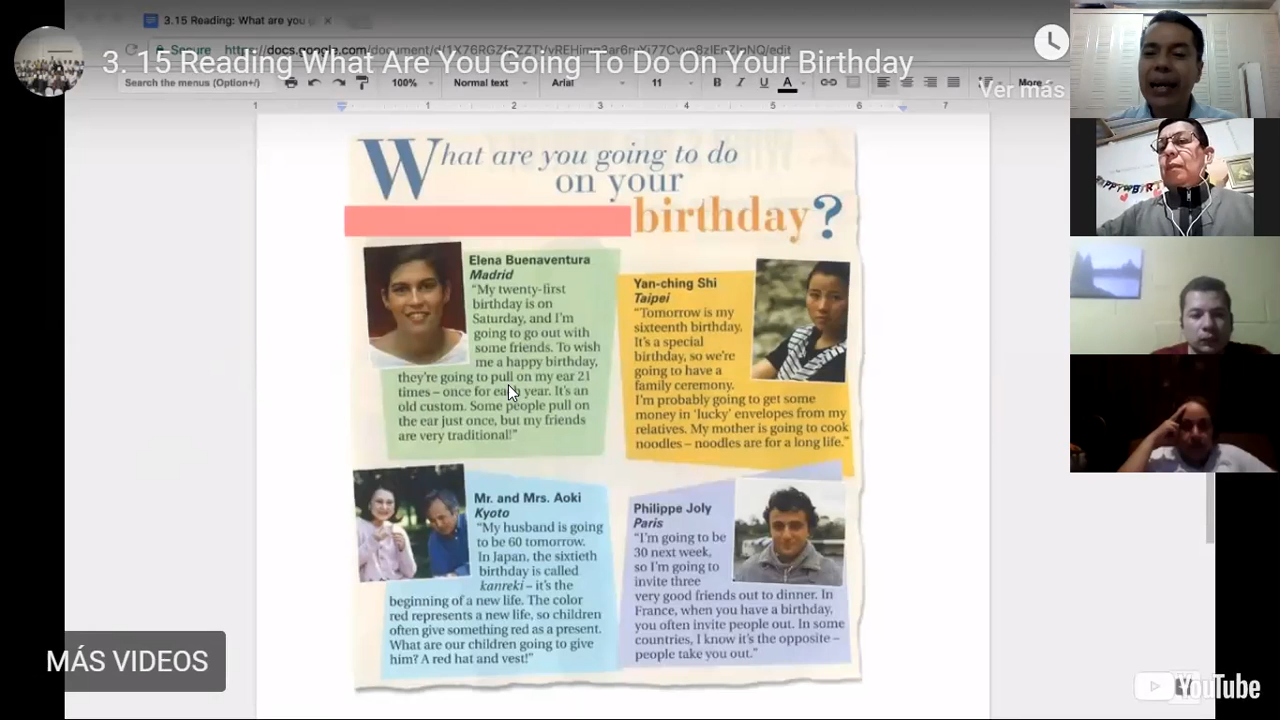 3.15 Reading: What are you g
3. 15 Reading What Are You Going To Do On Your Birthday
Secure
Ver más
Search the menus (Option+/)
100%
Normal text
Arial
11
B I U A
More
1 1 2 3 4 5 6 7
What are you going to do
on your
birthday?
Elena Buenaventura
Madrid
"My twenty-first
birthday is on
Saturday, and I'm
going to go out with
some friends. To wish
me a happy birthday,
they're going to pull on my ear 21
times – once for each year. It's an
old custom. Some people pull on
the ear just once, but my friends
are very traditional!"
Yan-ching Shi
Taipei
"Tomorrow is my
sixteenth birthday.
It's a special
birthday, so we're
going to have a
family ceremony.
I'm probably going to get some
money in 'lucky' envelopes from my
relatives. My mother is going to cook
noodles – noodles are for a long life."
Mr. and Mrs. Aoki
Kyoto
"My husband is going
to be 60 tomorrow.
In Japan, the sixtieth
birthday is called
kanreki – it's the
beginning of a new life. The color
red represents a new life, so children
often give something red as a present.
What are our children going to give
him? A red hat and vest!"
Philippe Joly
Paris
"I'm going to be
30 next week,
so I'm going to
invite three
very good friends out to dinner. In
France, when you have a birthday,
you often invite people out. In some
countries, I know it's the opposite –
people take you out."
MÁS VIDEOS
YouTube